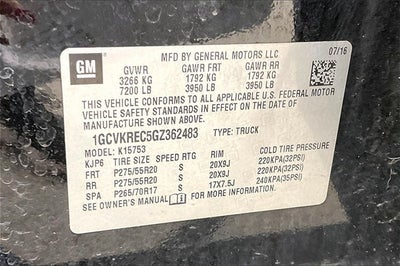 GM
MFD BY GENERAL MOTORS LLC
07/16
GVWR GAWR FRT GAWR RR
3266 KG 1792 KG 1792 KG
7200 LB 3950 LB 3950 LB
THIS VEHICLE CONFORMS TO ALL APPLICABLE U.S. FEDERAL MOTOR
VEHICLE SAFETY STANDARDS IN EFFECT ON THE DATE OF
MANUFACTURE SHOWN ABOVE.
1GCVKREC5GZ362483 TYPE: TRUCK
MODEL: K15753
KJP6 TIRE SIZE SPEED RTG RIM COLD TIRE PRESSURE
FRT P275/55R20 S 20X9J 220KPA(32PSI)
RR P275/55R20 S 20X9J 220KPA(32PSI)
SP P265/70R17 S 17X7.5J 240KPA(35PSI)
SEE OWNER'S MANUAL FOR MORE INFORMATION.